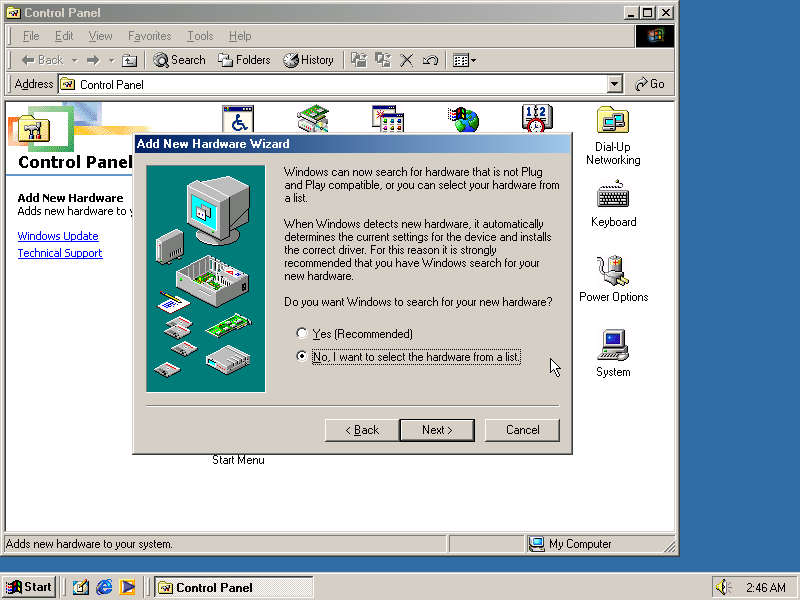 Control Panel
File Edit View Favorites Tools Help
Back Search Folders History
Address Control Panel Go
Control Panel
Add New Hardware
Adds new hardware to y
Windows Update
Technical Support
Dial-Up
Networking
Keyboard
Power Options
System
Start Menu
Add New Hardware Wizard
Windows can now search for hardware that is not Plug
and Play compatible, or you can select your hardware from
a list.
When Windows detects new hardware, it automatically
determines the current settings for the device and installs
the correct driver. For this reason it is strongly
recommended that you have Windows search for your
new hardware.
Do you want Windows to search for your new hardware?
Yes (Recommended)
No, I want to select the hardware from a list.
< Back Next > Cancel
Adds new hardware to your system. My Computer
Start Control Panel 2:46 AM